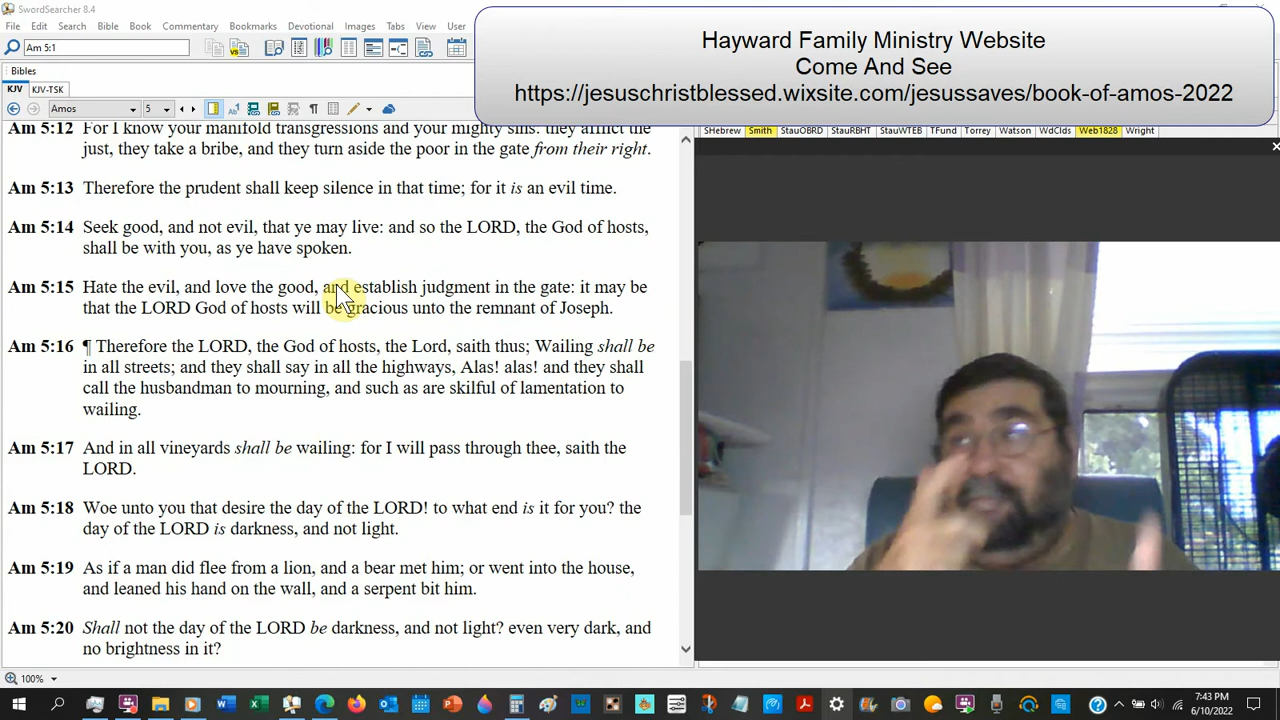 SwordSearcher 8.4
File Edit Search Bible Book Commentary Bookmarks Devotional Images Tabs View User
Hayward Family Ministry Website
Come And See
https://jesuschristblessed.wixsite.com/jesussaves/book-of-amos-2022
Am 5:1
Bibles
KJV KJV-TSK
Amos 5
SHebrew Smith StauOBRD StauRBHT StauWTEB TFund Torrey Watson WdClds Web1828 Wright
Am 5:12 For I know your manifold transgressions and your mighty sins: they afflict the
just, they take a bribe, and they turn aside the poor in the gate from their right.
Am 5:13 Therefore the prudent shall keep silence in that time; for it is an evil time.
Am 5:14 Seek good, and not evil, that ye may live: and so the LORD, the God of hosts,
shall be with you, as ye have spoken.
Am 5:15 Hate the evil, and love the good, and establish judgment in the gate: it may be
that the LORD God of hosts will be gracious unto the remnant of Joseph.
Am 5:16 ¶ Therefore the LORD, the God of hosts, the Lord, saith thus; Wailing shall be
in all streets; and they shall say in all the highways, Alas! alas! and they shall
call the husbandman to mourning, and such as are skilful of lamentation to
wailing.
Am 5:17 And in all vineyards shall be wailing: for I will pass through thee, saith the
LORD.
Am 5:18 Woe unto you that desire the day of the LORD! to what end is it for you? the
day of the LORD is darkness, and not light.
Am 5:19 As if a man did flee from a lion, and a bear met him; or went into the house,
and leaned his hand on the wall, and a serpent bit him.
Am 5:20 Shall not the day of the LORD be darkness, and not light? even very dark, and
no brightness in it?
100%
7:43 PM
6/10/2022